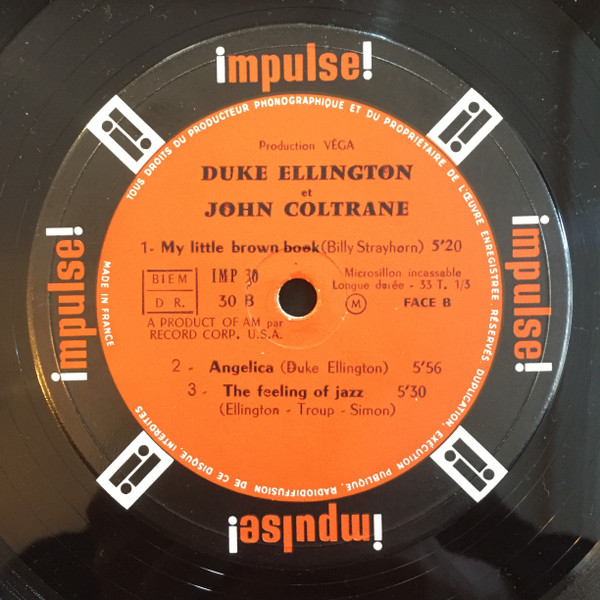 impulse!
TOUS DROITS DU PRODUCTEUR PHONOGRAPHIQUE ET DU PROPRIÉTAIRE DE L'ŒUVRE ENREGISTRÉE RÉSERVÉS. DUPLICATION, EXÉCUTION PUBLIQUE, RADIODIFFUSION DE CE DISQUE, INTERDITES
Production VÉGA
DUKE ELLINGTON
et
JOHN COLTRANE
1 - My little brown book (Billy Strayhorn) 5'20
BIEM
D R.
IMP 30
30 B
Microsillon incassable
Longue durée - 33 T. 1/3
M FACE B
A PRODUCT OF AM par
RECORD CORP. U.S.A.
2 - Angelica (Duke Ellington) 5'56
3 - The feeling of jazz 5'30
(Ellington - Troup - Simon)
MADE IN FRANCE
impulse!
impulse!
impulse!